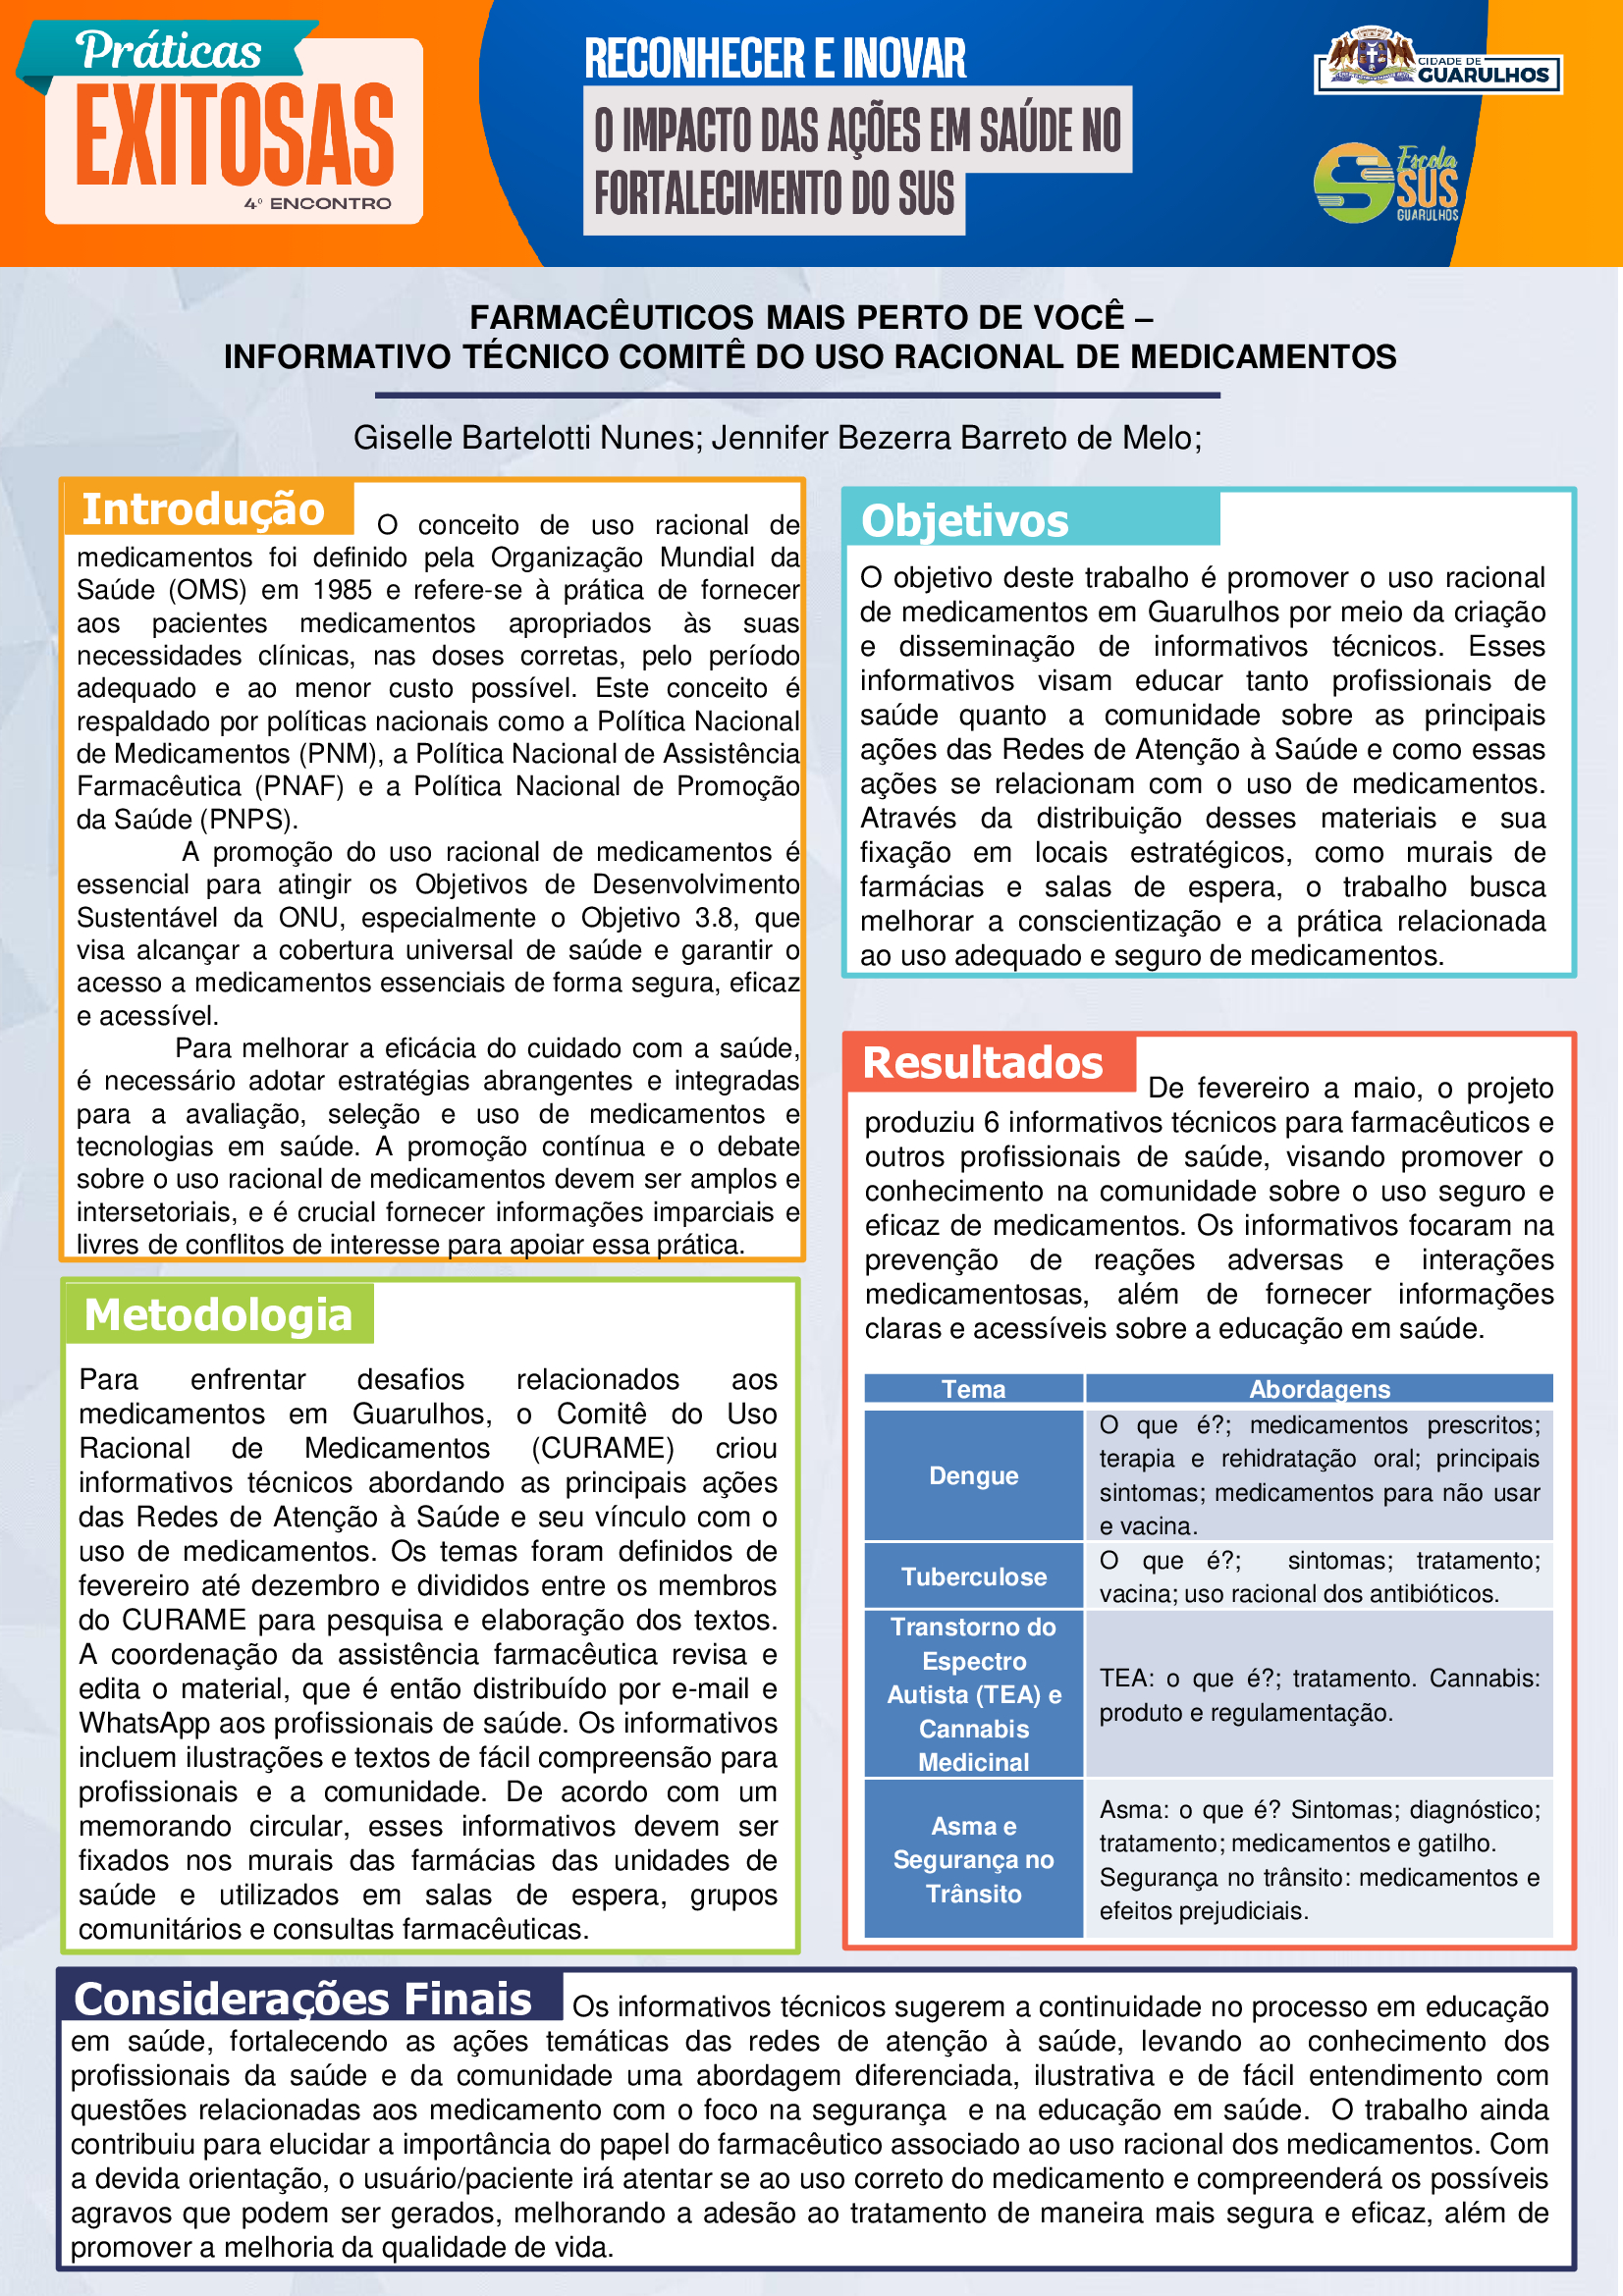 Práticas
EXITOSAS
4º ENCONTRO
RECONHECER E INOVAR
O IMPACTO DAS AÇÕES EM SAÚDE NO
FORTALECIMENTO DO SUS
CIDADE DE
GUARULHOS
Escola
SUS
GUARULHOS
FARMACÊUTICOS MAIS PERTO DE VOCÊ –
INFORMATIVO TÉCNICO COMITÊ DO USO RACIONAL DE MEDICAMENTOS
Giselle Bartelotti Nunes; Jennifer Bezerra Barreto de Melo;
Introdução
O conceito de uso racional de
medicamentos foi definido pela Organização Mundial da
Saúde (OMS) em 1985 e refere-se à prática de fornecer
aos pacientes medicamentos apropriados às suas
necessidades clínicas, nas doses corretas, pelo período
adequado e ao menor custo possível. Este conceito é
respaldado por políticas nacionais como a Política Nacional
de Medicamentos (PNM), a Política Nacional de Assistência
Farmacêutica (PNAF) e a Política Nacional de Promoção
da Saúde (PNPS).
A promoção do uso racional de medicamentos é
essencial para atingir os Objetivos de Desenvolvimento
Sustentável da ONU, especialmente o Objetivo 3.8, que
visa alcançar a cobertura universal de saúde e garantir o
acesso a medicamentos essenciais de forma segura, eficaz
e acessível.
Para melhorar a eficácia do cuidado com a saúde,
é necessário adotar estratégias abrangentes e integradas
para a avaliação, seleção e uso de medicamentos e
tecnologias em saúde. A promoção contínua e o debate
sobre o uso racional de medicamentos devem ser amplos e
intersetoriais, e é crucial fornecer informações imparciais e
livres de conflitos de interesse para apoiar essa prática.
Metodologia
Para enfrentar desafios relacionados aos
medicamentos em Guarulhos, o Comitê do Uso
Racional de Medicamentos (CURAME) criou
informativos técnicos abordando as principais ações
das Redes de Atenção à Saúde e seu vínculo com o
uso de medicamentos. Os temas foram definidos de
fevereiro até dezembro e divididos entre os membros
do CURAME para pesquisa e elaboração dos textos.
A coordenação da assistência farmacêutica revisa e
edita o material, que é então distribuído por e-mail e
WhatsApp aos profissionais de saúde. Os informativos
incluem ilustrações e textos de fácil compreensão para
profissionais e a comunidade. De acordo com um
memorando circular, esses informativos devem ser
fixados nos murais das farmácias das unidades de
saúde e utilizados em salas de espera, grupos
comunitários e consultas farmacêuticas.
Objetivos
O objetivo deste trabalho é promover o uso racional
de medicamentos em Guarulhos por meio da criação
e disseminação de informativos técnicos. Esses
informativos visam educar tanto profissionais de
saúde quanto a comunidade sobre as principais
ações das Redes de Atenção à Saúde e como essas
ações se relacionam com o uso de medicamentos.
Através da distribuição desses materiais e sua
fixação em locais estratégicos, como murais de
farmácias e salas de espera, o trabalho busca
melhorar a conscientização e a prática relacionada
ao uso adequado e seguro de medicamentos.
Resultados
De fevereiro a maio, o projeto
produziu 6 informativos técnicos para farmacêuticos e
outros profissionais de saúde, visando promover o
conhecimento na comunidade sobre o uso seguro e
eficaz de medicamentos. Os informativos focaram na
prevenção de reações adversas e interações
medicamentosas, além de fornecer informações
claras e acessíveis sobre a educação em saúde.
Tema
Abordagens
Dengue
O que é?; medicamentos prescritos;
terapia e rehidratação oral; principais
sintomas; medicamentos para não usar
e vacina.
Tuberculose
O que é?; sintomas; tratamento;
vacina; uso racional dos antibióticos.
Transtorno do
Espectro
Autista (TEA) e
Cannabis
Medicinal
TEA: o que é?; tratamento. Cannabis:
produto e regulamentação.
Asma e
Segurança no
Trânsito
Asma: o que é? Sintomas; diagnóstico;
tratamento; medicamentos e gatilho.
Segurança no trânsito: medicamentos e
efeitos prejudiciais.
Considerações Finais
Os informativos técnicos sugerem a continuidade no processo em educação
em saúde, fortalecendo as ações temáticas das redes de atenção à saúde, levando ao conhecimento dos
profissionais da saúde e da comunidade uma abordagem diferenciada, ilustrativa e de fácil entendimento com
questões relacionadas aos medicamento com o foco na segurança e na educação em saúde. O trabalho ainda
contribuiu para elucidar a importância do papel do farmacêutico associado ao uso racional dos medicamentos. Com
a devida orientação, o usuário/paciente irá atentar se ao uso correto do medicamento e compreenderá os possíveis
agravos que podem ser gerados, melhorando a adesão ao tratamento de maneira mais segura e eficaz, além de
promover a melhoria da qualidade de vida.